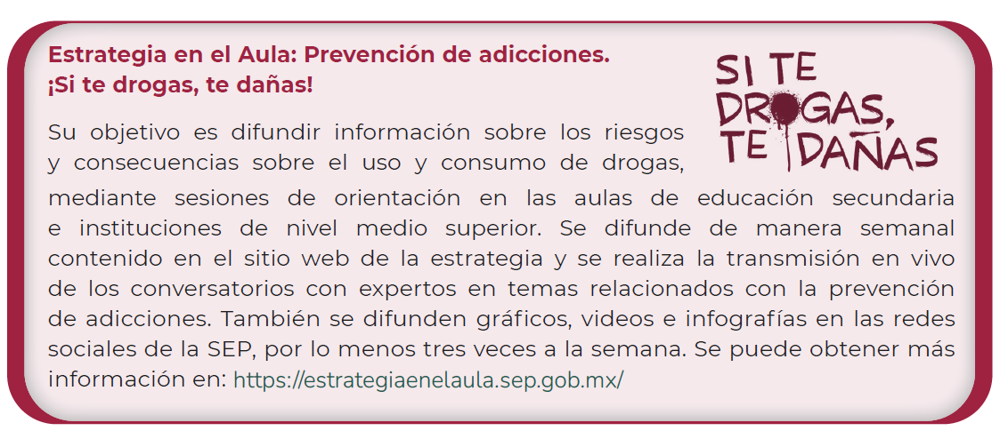 Estrategia en el Aula: Prevención de adicciones.
¡Si te drogas, te dañas!
SI TE
DROGAS,
TE DAÑAS
Su objetivo es difundir información sobre los riesgos
y consecuencias sobre el uso y consumo de drogas,
mediante sesiones de orientación en las aulas de educación secundaria
e instituciones de nivel medio superior. Se difunde de manera semanal
contenido en el sitio web de la estrategia y se realiza la transmisión en vivo
de los conversatorios con expertos en temas relacionados con la prevención
de adicciones. También se difunden gráficos, videos e infografías en las redes
sociales de la SEP, por lo menos tres veces a la semana. Se puede obtener más
información en: https://estrategiaenelaula.sep.gob.mx/